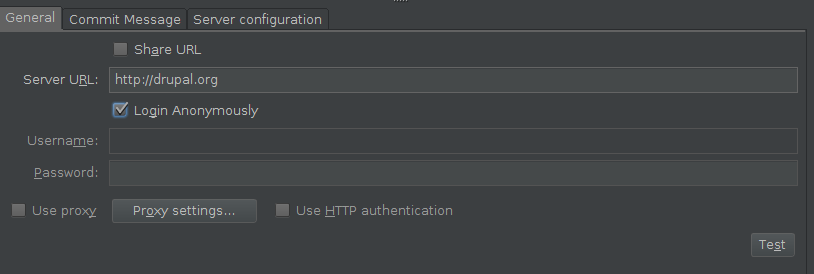 General Commit Message Server configuration
Share URL
Server URL: http://drupal.org
Login Anonymously
Username:
Password:
Use proxy Proxy settings... Use HTTP authentication
Test